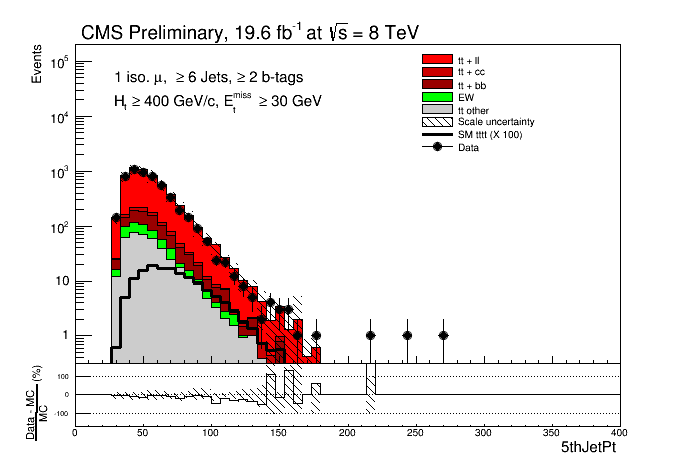 CMS Preliminary, 19.6 fb⁻¹ at √s = 8 TeV
Events
1 iso. μ, ≥ 6 Jets, ≥ 2 b-tags
Hₜ ≥ 400 GeV/c, Eₜᵐⁱˢˢ ≥ 30 GeV
tt + ll
tt + cc
tt + bb
EW
tt other
Scale uncertainty
SM tttt (X 100)
Data
10⁵
10⁴
10³
10²
10
1
Data - MC
MC
(%)
100
0
-100
0 50 100 150 200 250 300 350 400
5thJetPt